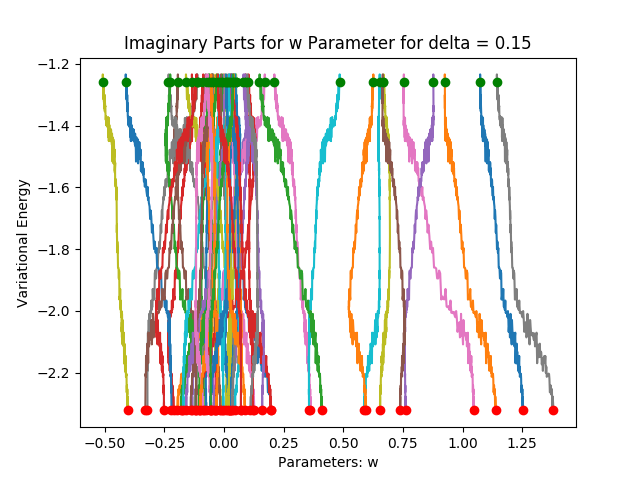 Imaginary Parts for w Parameter for delta = 0.15
Variational Energy
−1.2
−1.4
−1.6
−1.8
−2.0
−2.2
−0.50 −0.25 0.00 0.25 0.50 0.75 1.00 1.25
Parameters: w